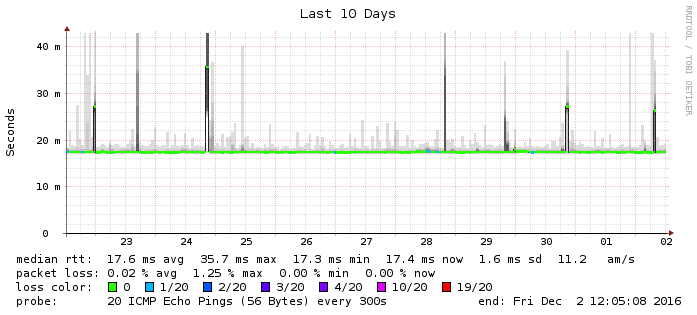 Last 10 Days
RRDTOOL / TOBI OETIKER
Seconds
40 m
30 m
20 m
10 m
0
23 24 25 26 27 28 29 30 01 02
median rtt: 17.6 ms avg 35.7 ms max 17.3 ms min 17.4 ms now 1.6 ms sd 11.2 am/s
packet loss: 0.02 % avg 1.25 % max 0.00 % min 0.00 % now
loss color: 0 1/20 2/20 3/20 4/20 10/20 19/20
probe: 20 ICMP Echo Pings (56 Bytes) every 300s end: Fri Dec 2 12:05:08 2016